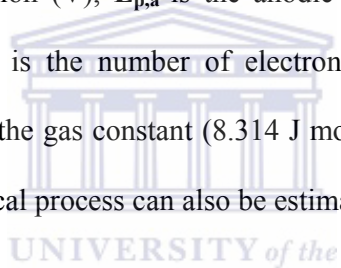 ion (V), Ep,a is the anodic
is the number of electron
the gas constant (8.314 J mo
cal process can also be estima
UNIVERSITY of the